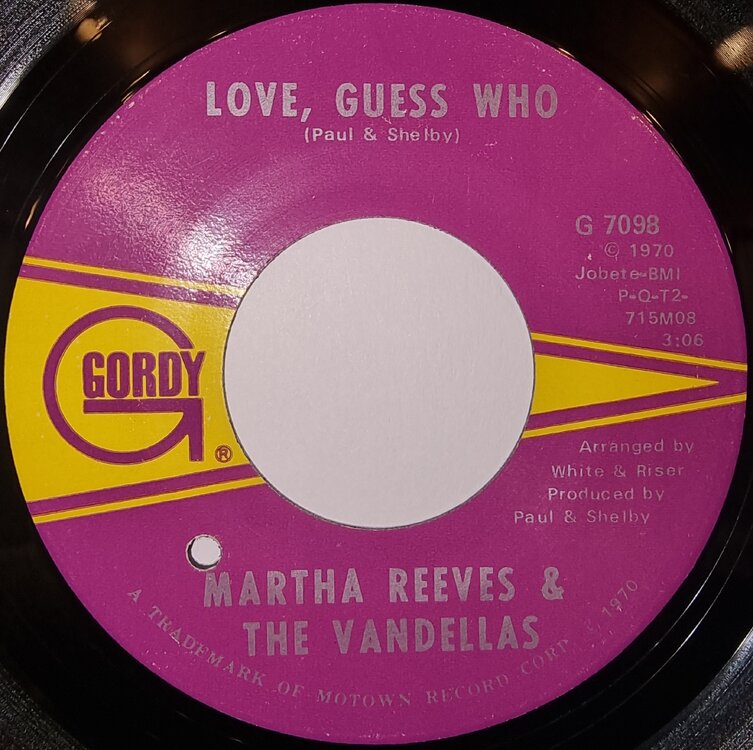 LOVE, GUESS WHO
(Paul & Shelby)
G 7098
© 1970
Jobete-BMI
P-Q-T2-
715M08
3:06
GORDY
®
Arranged by
White & Riser
Produced by
Paul & Shelby
MARTHA REEVES &
THE VANDELLAS
A TRADEMARK OF MOTOWN RECORD CORP. 1970